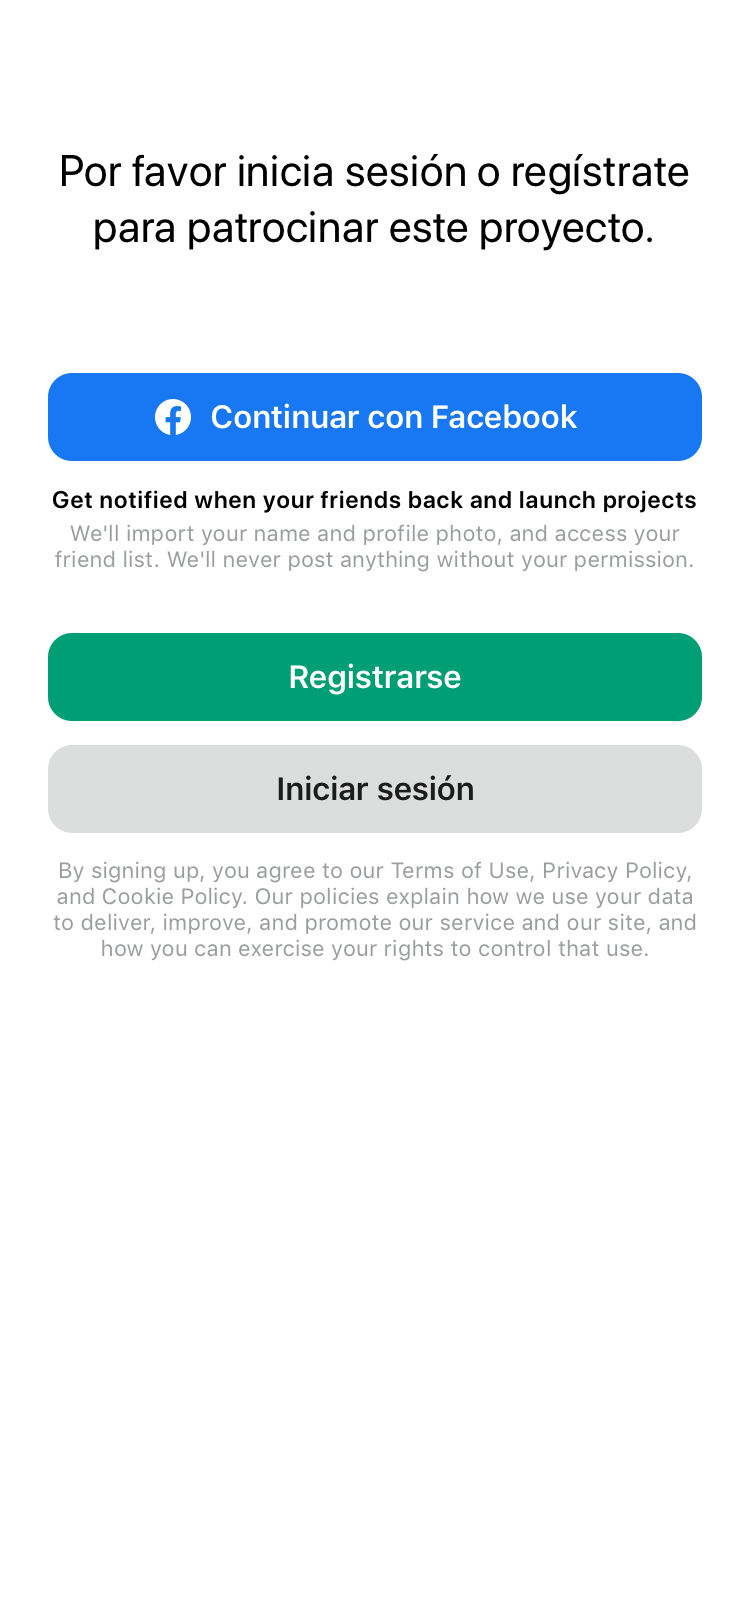 Por favor inicia sesión o regístrate
para patrocinar este proyecto.
Continuar con Facebook
Get notified when your friends back and launch projects
We'll import your name and profile photo, and access your
friend list. We'll never post anything without your permission.
Registrarse
Iniciar sesión
By signing up, you agree to our Terms of Use, Privacy Policy,
and Cookie Policy. Our policies explain how we use your data
to deliver, improve, and promote our service and our site, and
how you can exercise your rights to control that use.